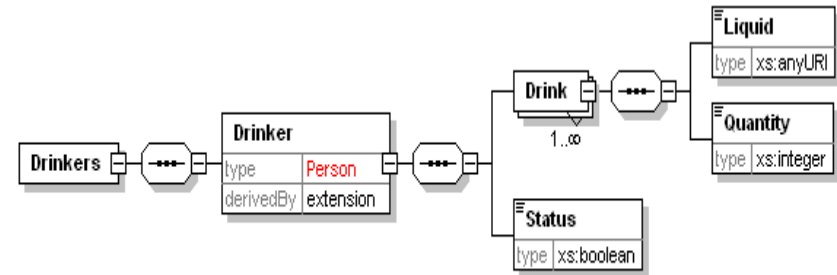 Drinkers
Drinker
type Person
derivedBy extension
Drink
1..∞
Liquid
type xs:anyURI
Quantity
type xs:integer
Status
type xs:boolean